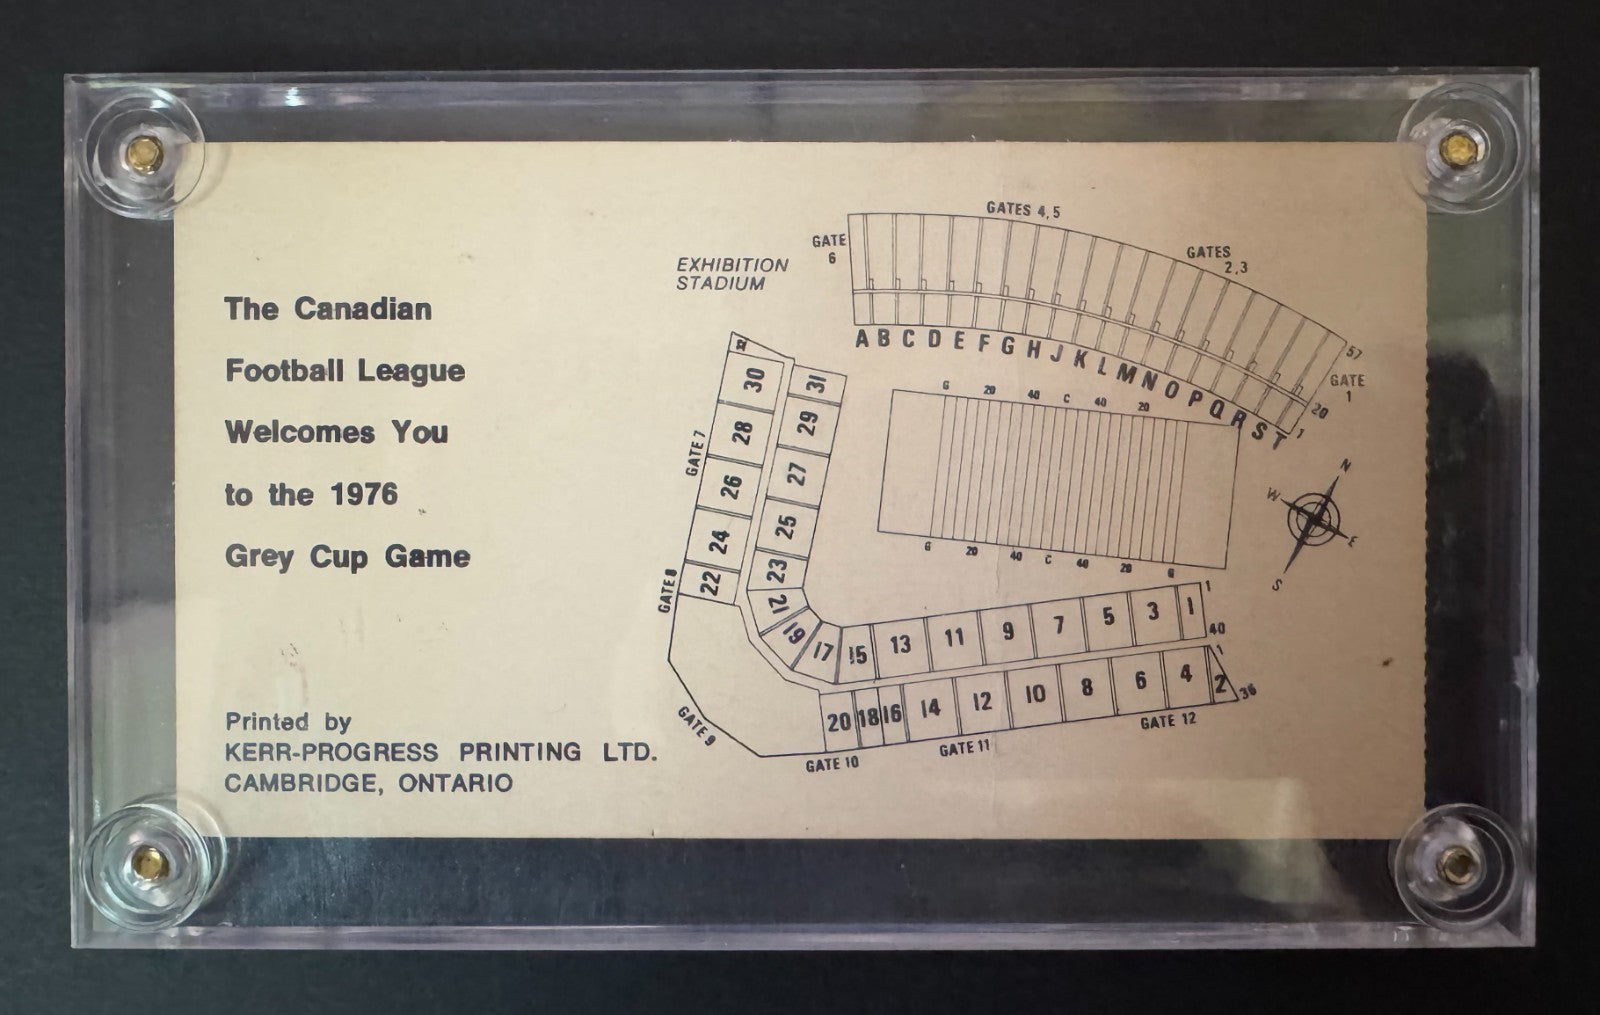 The Canadian
Football League
Welcomes You
to the 1976
Grey Cup Game
Printed by
KERR-PROGRESS PRINTING LTD.
CAMBRIDGE, ONTARIO
EXHIBITION
STADIUM
GATE
6
GATES 4,5
GATES
2,3
57
GATE
1
20
1
A B C D E F G H J K L M N O P Q R S T
G 20 40 C 40 20
G 20 40 C 40 20 G
N
W
E
S
GATE 7
30
28
26
24
22
31
29
27
25
23
21
19
17
15 13 11 9 7 5 3 1
1
40
20 18 16 14 12 10 8 6 4 2
1
36
GATE 8
GATE 9
GATE 10
GATE 11
GATE 12